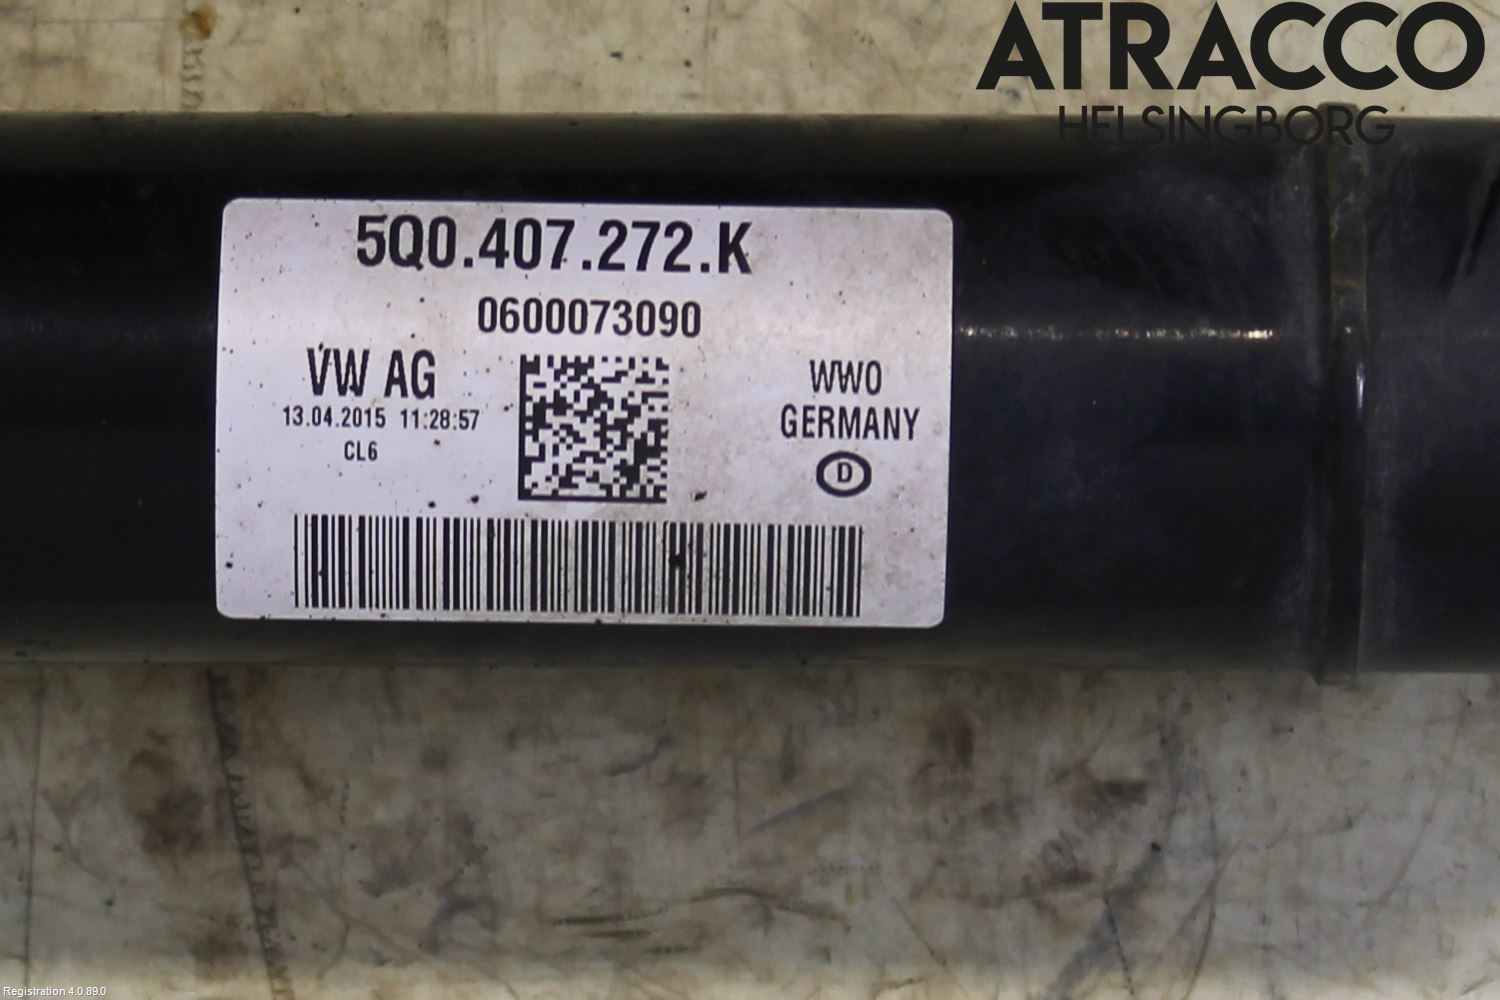 ATRACCO
HELSINGBORG
5Q0.407.272.K
0600073090
VW AG
13.04.2015 11:28:57
CL6
WWO
GERMANY
D
Registration 4.0.89.0